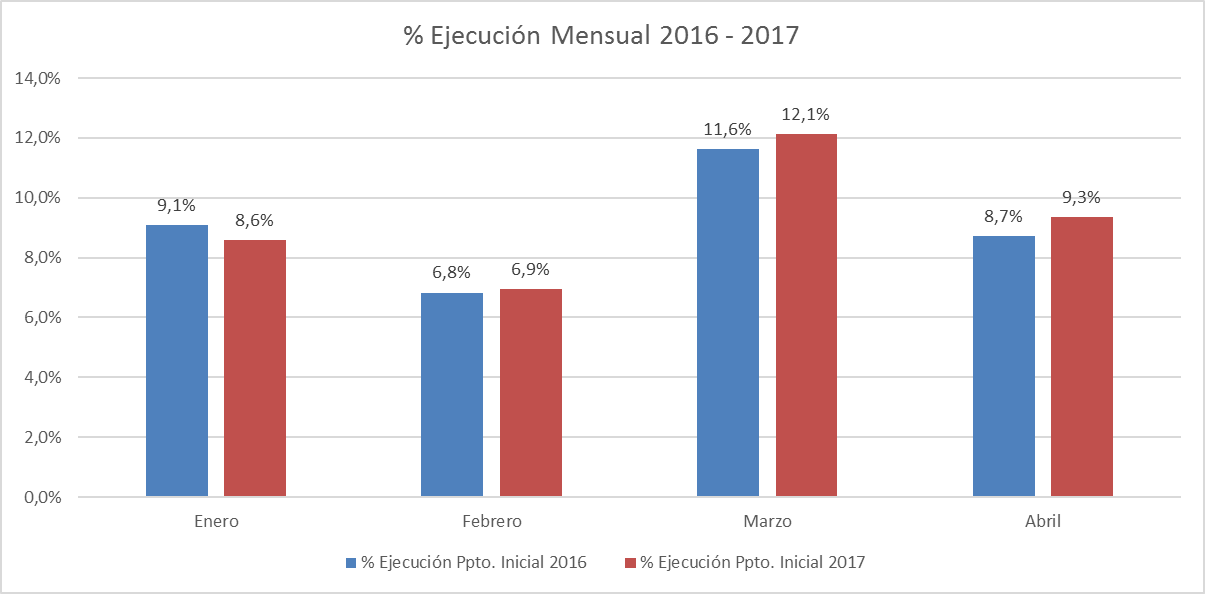 % Ejecución Mensual 2016 - 2017
14,0%
12,0%
10,0%
8,0%
6,0%
4,0%
2,0%
0,0%
9,1%
8,6%
6,8%
6,9%
11,6%
12,1%
8,7%
9,3%
Enero
Febrero
Marzo
Abril
% Ejecución Ppto. Inicial 2016
% Ejecución Ppto. Inicial 2017